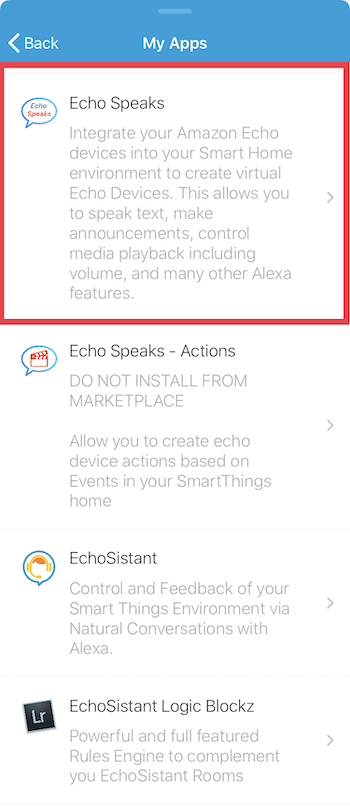 Back
My Apps
Echo
Speaks
Echo Speaks
Integrate your Amazon Echo
devices into your Smart Home
environment to create virtual
Echo Devices. This allows you
to speak text, make
announcements, control
media playback including
volume, and many other Alexa
features.
Echo Speaks - Actions
DO NOT INSTALL FROM
MARKETPLACE
Allow you to create echo
device actions based on
Events in your SmartThings
home
EchoSistant
Control and Feedback of your
Smart Things Environment via
Natural Conversations with
Alexa.
Lr
EchoSistant Logic Blockz
Powerful and full featured
Rules Engine to complement
you EchoSistant Rooms